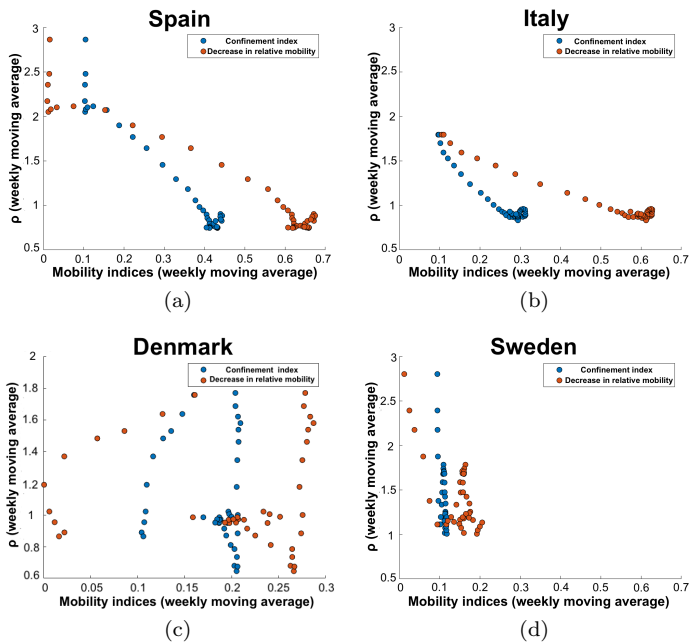 Spain
Confinement index
Decrease in relative mobility
ρ (weekly moving average)
3
2.5
2
1.5
1
0.5
0 0.1 0.2 0.3 0.4 0.5 0.6 0.7
Mobility indices (weekly moving average)
(a)
Italy
Confinement index
Decrease in relative mobility
ρ (weekly moving average)
3
2.5
2
1.5
1
0.5
0 0.1 0.2 0.3 0.4 0.5 0.6 0.7
Mobility indices (weekly moving average)
(b)
Denmark
Confinement index
Decrease in relative mobility
ρ (weekly moving average)
2
1.8
1.6
1.4
1.2
1
0.8
0.6
0 0.05 0.1 0.15 0.2 0.25 0.3
Mobility indices (weekly moving average)
(c)
Sweden
Confinement index
Decrease in relative mobility
ρ (weekly moving average)
3
2.5
2
1.5
1
0.5
0 0.1 0.2 0.3 0.4 0.5 0.6 0.7
Mobility indices (weekly moving average)
(d)